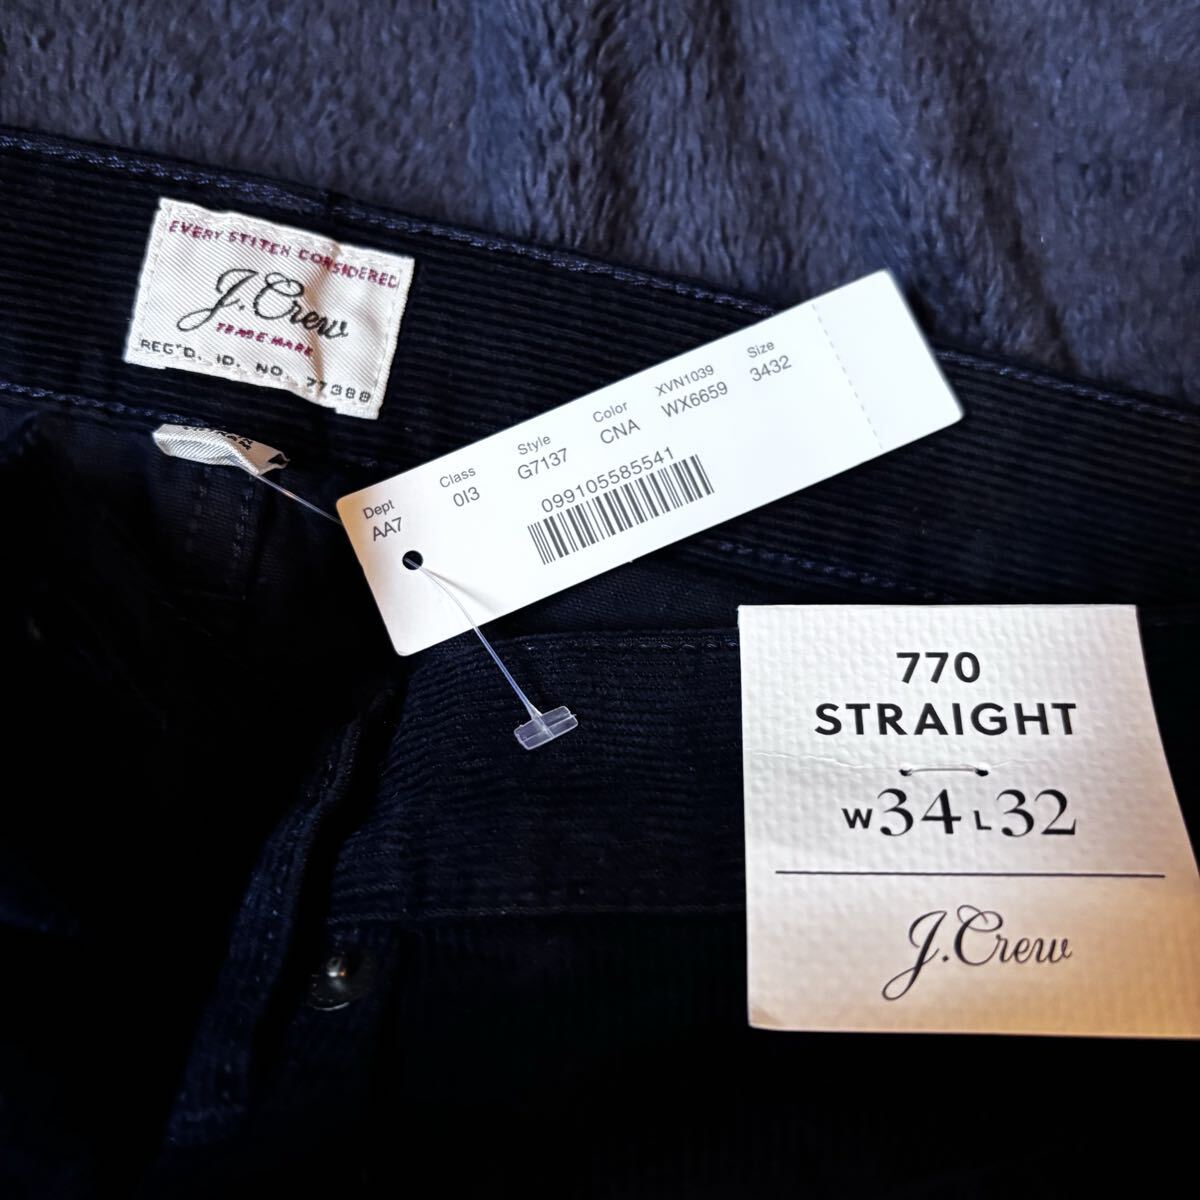 EVERY STITCH CONSIDERED
J.Crew
TRADE MARK
REG'D. ID. NO. 77388
Dept
AA7
Class
0I3
Style
G7137
Color
CNA
XVN1039
WX6659
Size
3432
099105585541
770
STRAIGHT
W34 L32
J.Crew